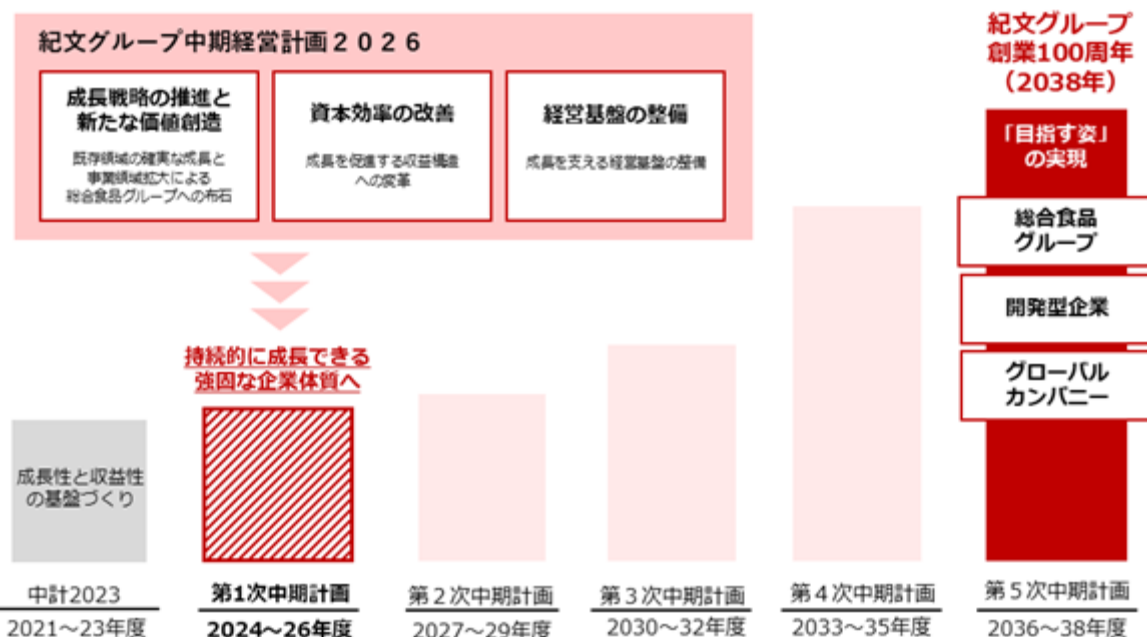 紀文グループ中期経営計画２０２６
成長戦略の推進と
新たな価値創造
既存領域の確実な成長と
事業領域拡大による
総合食品グループへの布石
資本効率の改善
成長を促進する収益構造
への変革
経営基盤の整備
成長を支える経営基盤の整備
紀文グループ
創業100周年
（2038年）
「目指す姿」
の実現
総合食品
グループ
開発型企業
グローバル
カンパニー
持続的に成長できる
強固な企業体質へ
成長性と収益性
の基盤づくり
中計2023
2021～23年度
第1次中期計画
2024～26年度
第２次中期計画
2027～29年度
第３次中期計画
2030～32年度
第４次中期計画
2033～35年度
第５次中期計画
2036～38年度